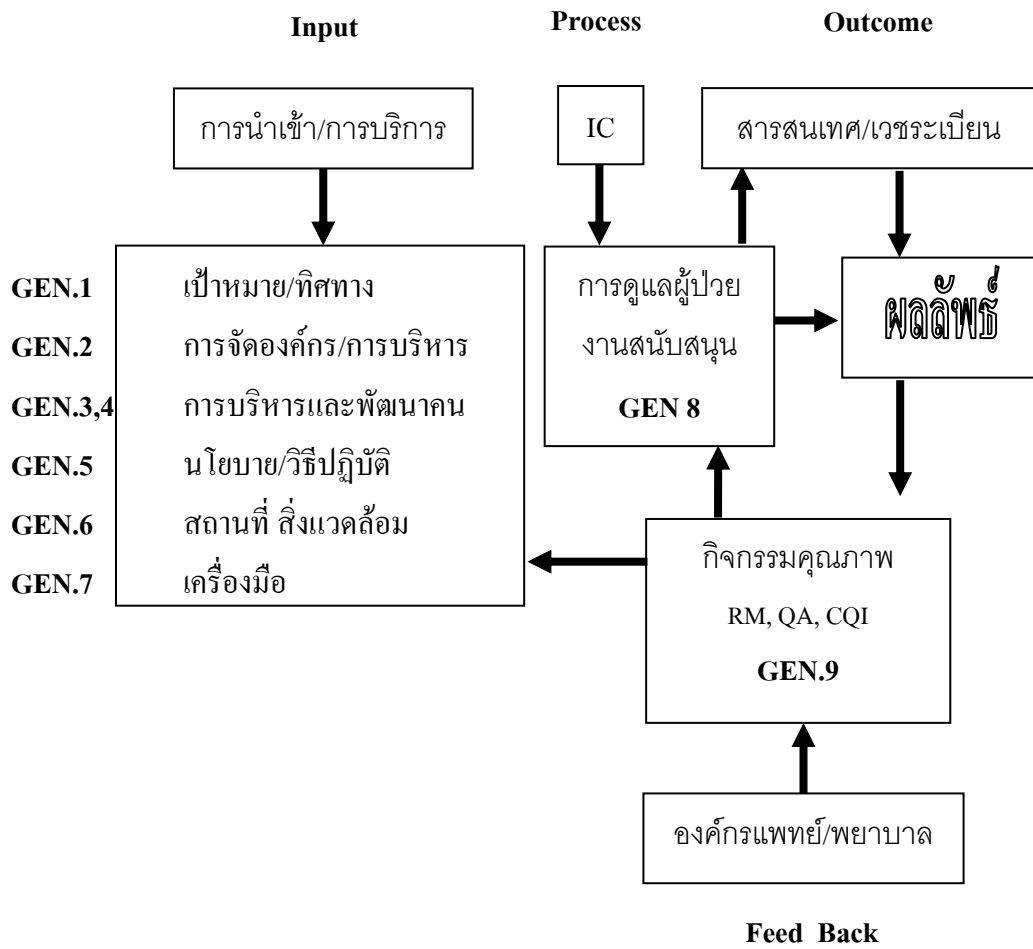 Input Process Outcome
การนำเข้า/การบริการ IC สารสนเทศ/เวชระเบียน
GEN.1 เป้าหมาย/ทิศทาง
GEN.2 การจัดองค์กร/การบริหาร
GEN.3,4 การบริหารและพัฒนาคน
GEN.5 นโยบาย/วิธีปฏิบัติ
GEN.6 สถานที่ สิ่งแวดล้อม
GEN.7 เครื่องมือ
การดูแลผู้ป่วย
งานสนับสนุน
GEN 8
ผลลัพธ์
กิจกรรมคุณภาพ
RM, QA, CQI
GEN.9
องค์กรแพทย์/พยาบาล
Feed Back